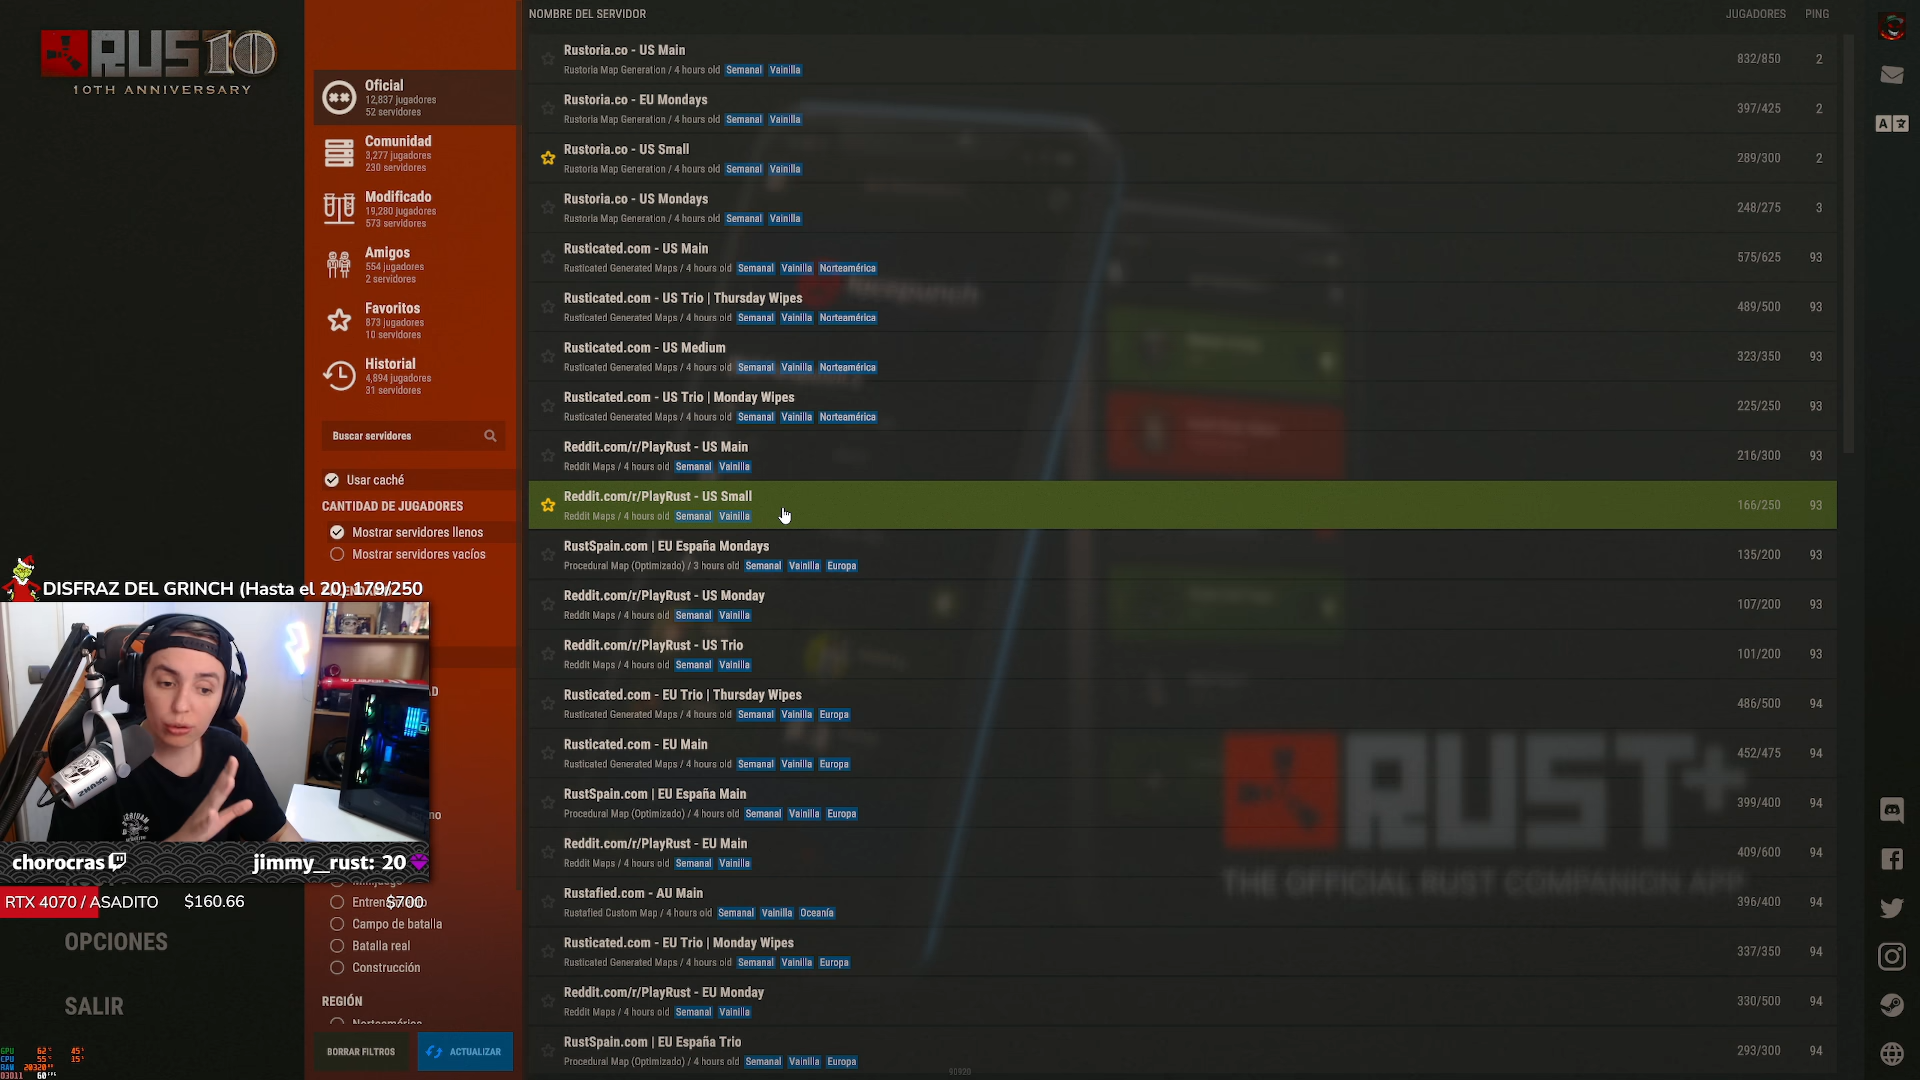 RUS10
10TH ANNIVERSARY
Oficial
12,837 jugadores
52 servidores
Comunidad
3,277 jugadores
230 servidores
Modificado
19,280 jugadores
573 servidores
Amigos
554 jugadores
2 servidores
Favoritos
873 jugadores
10 servidores
Historial
4,894 jugadores
31 servidores
Buscar servidores
Usar caché
CANTIDAD DE JUGADORES
Mostrar servidores llenos
Mostrar servidores vacíos
DISFRAZ DEL GRINCH (Hasta el 20) 179/250
chorocras
jimmy_rust: 20
RTX 4070 / ASADITO $160.66 $700
Campo de batalla
Batalla real
Construcción
REGIÓN
Norteamérica
BORRAR FILTROS
ACTUALIZAR
OPCIONES
SALIR
GPU 62°C 45%
CPU 55°C 15%
60 FPS
NOMBRE DEL SERVIDOR JUGADORES PING
Rustoria.co - US Main 832/850 2
Rustoria Map Generation / 4 hours old Semanal Vainilla
Rustoria.co - EU Mondays 397/425 2
Rustoria Map Generation / 4 hours old Semanal Vainilla
Rustoria.co - US Small 289/300 2
Rustoria Map Generation / 4 hours old Semanal Vainilla
Rustoria.co - US Mondays 248/275 3
Rustoria Map Generation / 4 hours old Semanal Vainilla
Rusticated.com - US Main 575/625 93
Rusticated Generated Maps / 4 hours old Semanal Vainilla Norteamérica
Rusticated.com - US Trio | Thursday Wipes 489/500 93
Rusticated Generated Maps / 4 hours old Semanal Vainilla Norteamérica
Rusticated.com - US Medium 323/350 93
Rusticated Generated Maps / 4 hours old Semanal Vainilla Norteamérica
Rusticated.com - US Trio | Monday Wipes 225/250 93
Rusticated Generated Maps / 4 hours old Semanal Vainilla Norteamérica
Reddit.com/r/PlayRust - US Main 216/300 93
Reddit Maps / 4 hours old Semanal Vainilla
Reddit.com/r/PlayRust - US Small 166/250 93
Reddit Maps / 4 hours old Semanal Vainilla
RustSpain.com | EU España Mondays 135/200 93
Procedural Map (Optimizado) / 3 hours old Semanal Vainilla Europa
Reddit.com/r/PlayRust - US Monday 107/200 93
Reddit Maps / 4 hours old Semanal Vainilla
Reddit.com/r/PlayRust - US Trio 101/200 93
Reddit Maps / 4 hours old Semanal Vainilla
Rusticated.com - EU Trio | Thursday Wipes 486/500 94
Rusticated Generated Maps / 4 hours old Semanal Vainilla Europa
Rusticated.com - EU Main 452/475 94
Rusticated Generated Maps / 4 hours old Semanal Vainilla Europa
RustSpain.com | EU España Main 399/400 94
Procedural Map (Optimizado) / 4 hours old Semanal Vainilla Europa
Reddit.com/r/PlayRust - EU Main 409/600 94
Reddit Maps / 4 hours old Semanal Vainilla
Rustafied.com - AU Main 396/400 94
Rustafied Custom Map / 4 hours old Semanal Vainilla Oceanía
Rusticated.com - EU Trio | Monday Wipes 337/350 94
Rusticated Generated Maps / 4 hours old Semanal Vainilla Europa
Reddit.com/r/PlayRust - EU Monday 330/500 94
Reddit Maps / 4 hours old Semanal Vainilla
RustSpain.com | EU España Trio 293/300 94
Procedural Map (Optimizado) / 4 hours old Semanal Vainilla Europa
RUST+
THE OFFICIAL RUST COMPANION APP